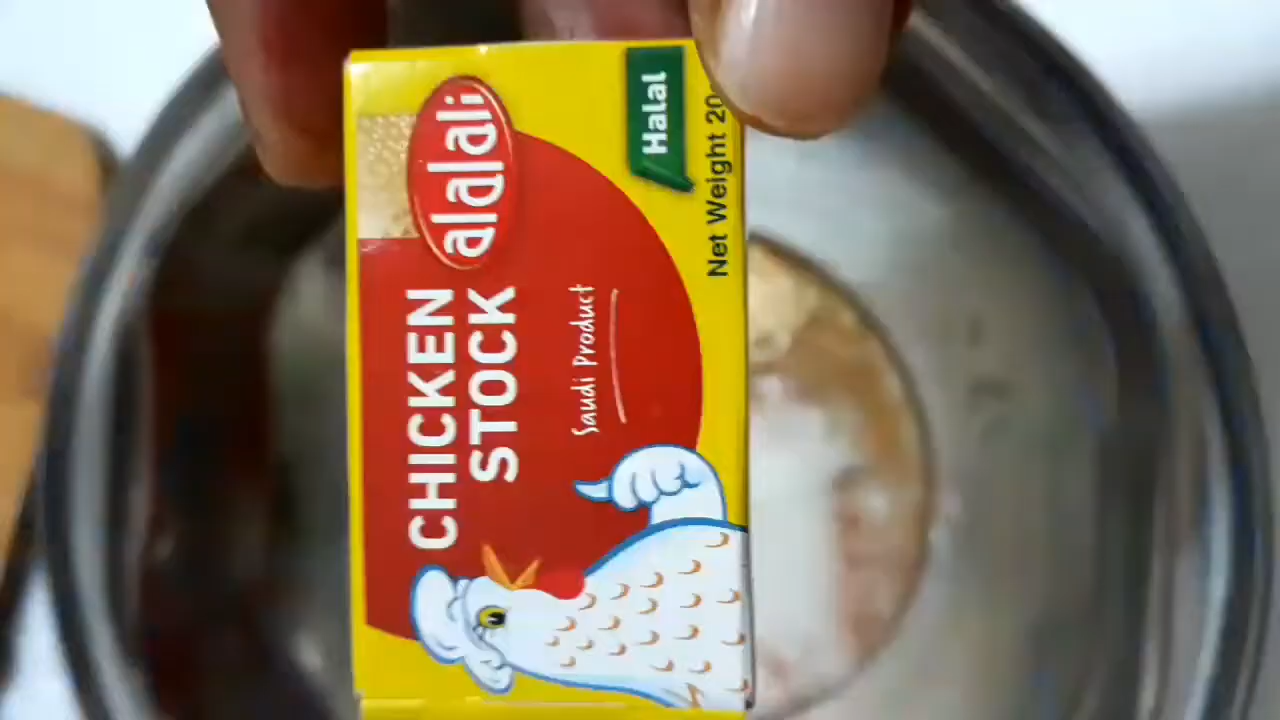 alalali
CHICKEN
STOCK
Saudi Product
Halal
Net Weight 20